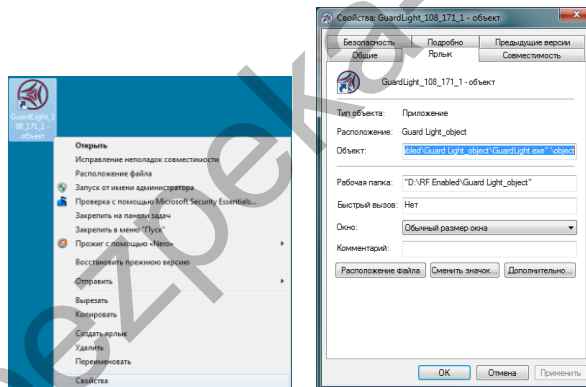 GuardLight_1
08_171_1 -
объект
Открыть
Исправление неполадок совместимости
Расположение файла
Запуск от имени администратора
Проверка с помощью Microsoft Security Essentials...
Закрепить на панели задач
Закрепить в меню "Пуск"
Прожиг с помощью «Nero»
Восстановить прежнюю версию
Отправить
Вырезать
Копировать
Создать ярлык
Удалить
Переименовать
Свойства
Свойства: GuardLight_108_171_1 - объект
Безопасность Подробно Предыдущие версии
Общие Ярлык Совместимость
GuardLight_108_171_1 - объект
Тип объекта: Приложение
Расположение: Guard Light_object
Объект: bled\Guard Light_object\GuardLight.exe" \object
Рабочая папка: "D:\RF Enabled\Guard Light_object"
Быстрый вызов: Нет
Окно: Обычный размер окна
Комментарий:
Расположение файла Сменить значок... Дополнительно...
OK Отмена Применить